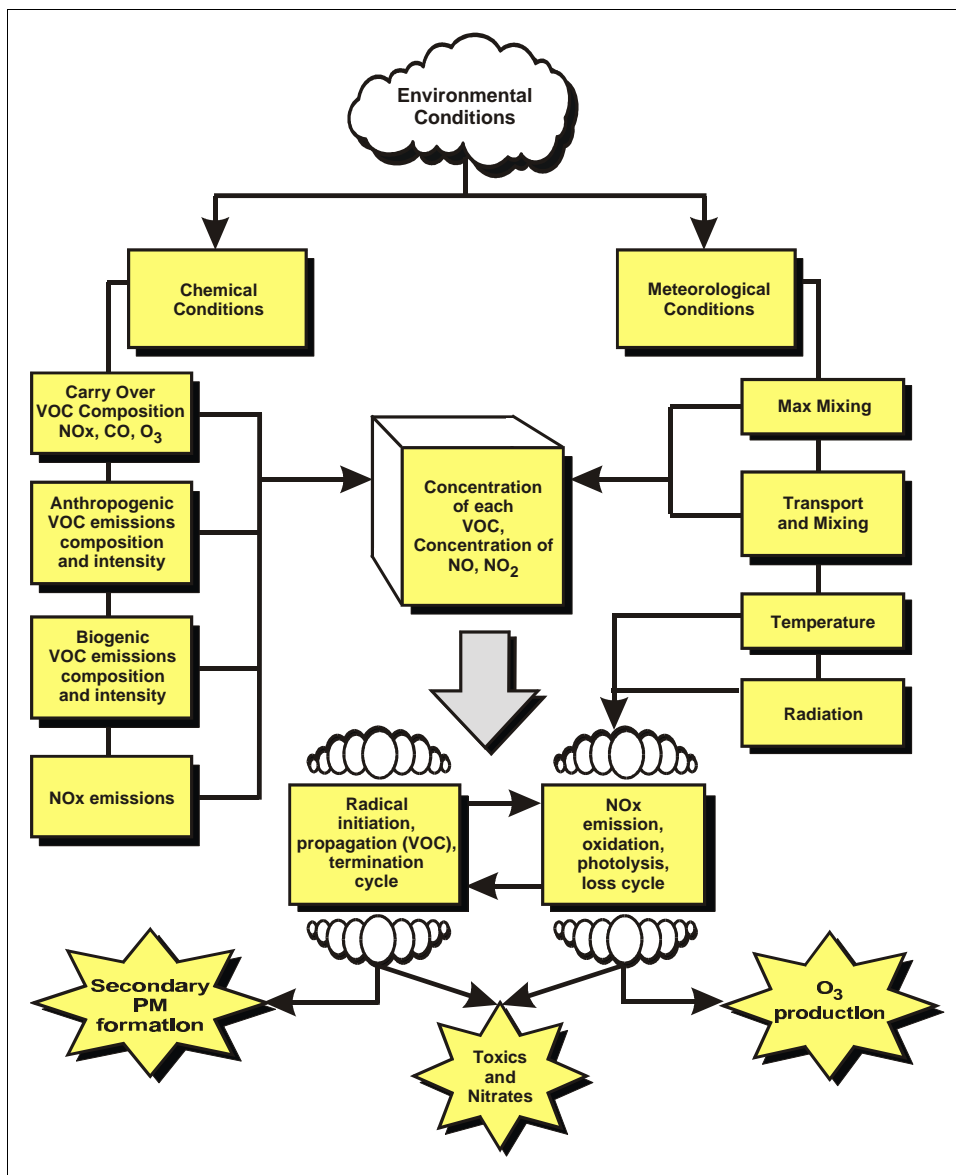 Environmental
Conditions
Chemical
Conditions
Meteorological
Conditions
Carry Over
VOC Composition
NOx, CO, O₃
Anthropogenic
VOC emissions
composition
and intensity
Biogenic
VOC emissions
composition
and intensity
NOx emissions
Concentration
of each
VOC,
Concentration of
NO, NO₂
Max Mixing
Transport
and Mixing
Temperature
Radiation
Radical
initiation,
propagation (VOC),
termination
cycle
NOx
emission,
oxidation,
photolysis,
loss cycle
Secondary
PM
formation
Toxics
and
Nitrates
O₃
production